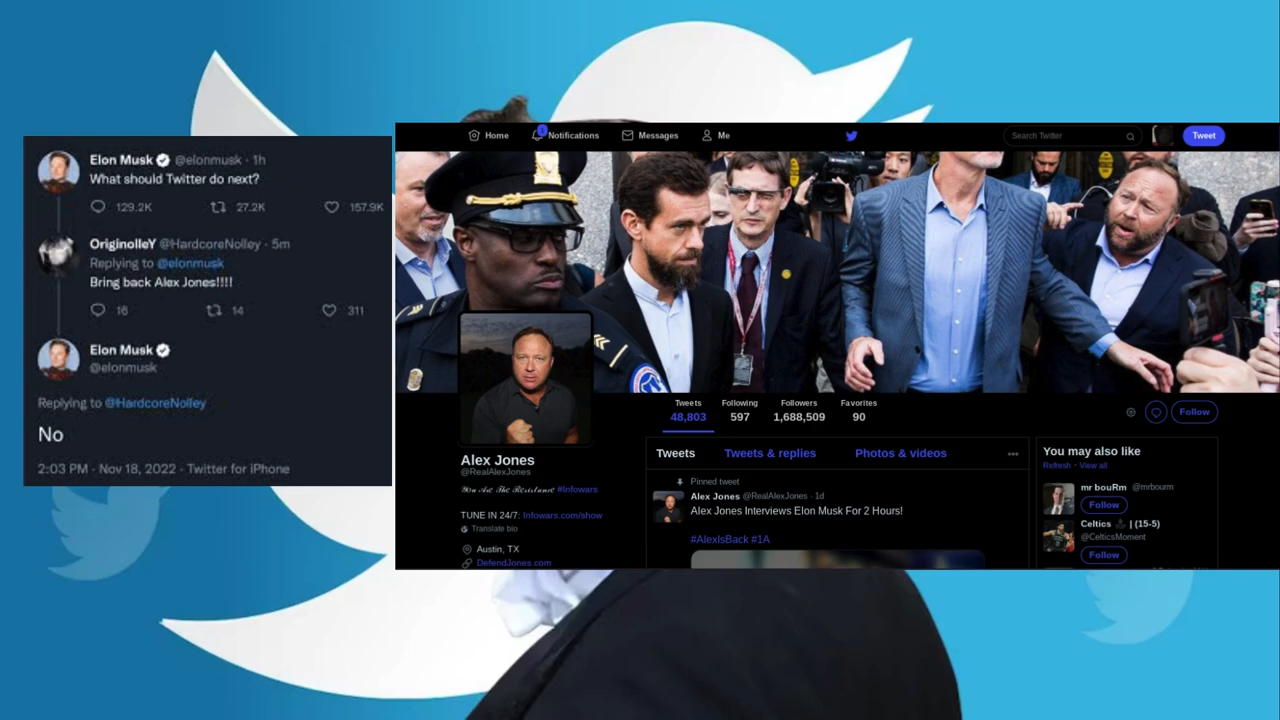 Elon Musk @elonmusk · 1h
What should Twitter do next?
129.2K 27.2K 157.9K
OriginolleY @HardcoreNolley · 5m
Replying to @elonmusk
Bring back Alex Jones!!!!
16 14 311
Elon Musk
@elonmusk
Replying to @HardcoreNolley
No
2:03 PM · Nov 18, 2022 · Twitter for iPhone
Home 1 Notifications Messages Me Search Twitter Tweet
Tweets Following Followers Favorites
48,803 597 1,688,509 90
Follow
Alex Jones
@RealAlexJones
𝒴ℴ𝓊 𝒜𝓇ℯ 𝒯𝒽ℯ ℛℯ𝓈𝒾𝓈𝓉𝒶𝓃𝒸ℯ #Infowars
TUNE IN 24/7: Infowars.com/show
Translate bio
Austin, TX
DefendJones.com
Tweets Tweets & replies Photos & videos
Pinned tweet
Alex Jones @RealAlexJones · 1d
Alex Jones Interviews Elon Musk For 2 Hours!
#AlexIsBack #1A
You may also like
Refresh · View all
mr bouRm @mrbourm
Follow
Celtics | (15-5)
@CelticsMoment
Follow